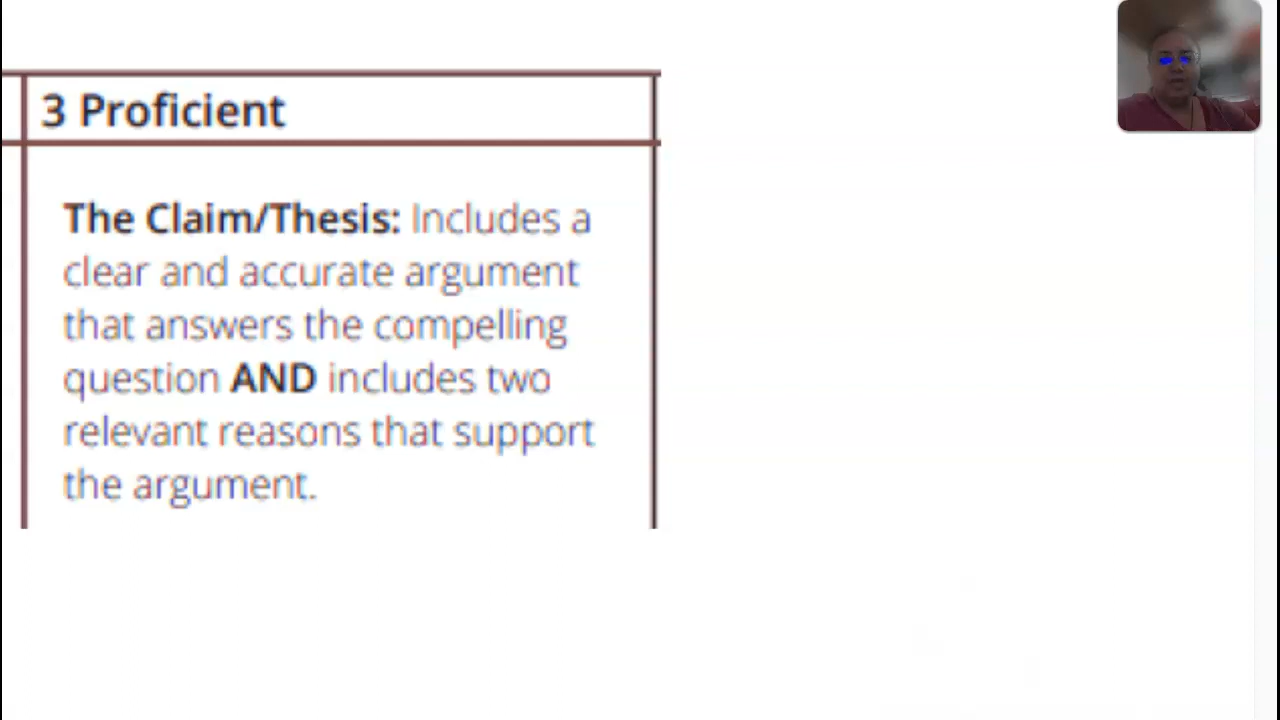 3 Proficient
The Claim/Thesis: Includes a
clear and accurate argument
that answers the compelling
question AND includes two
relevant reasons that support
the argument.